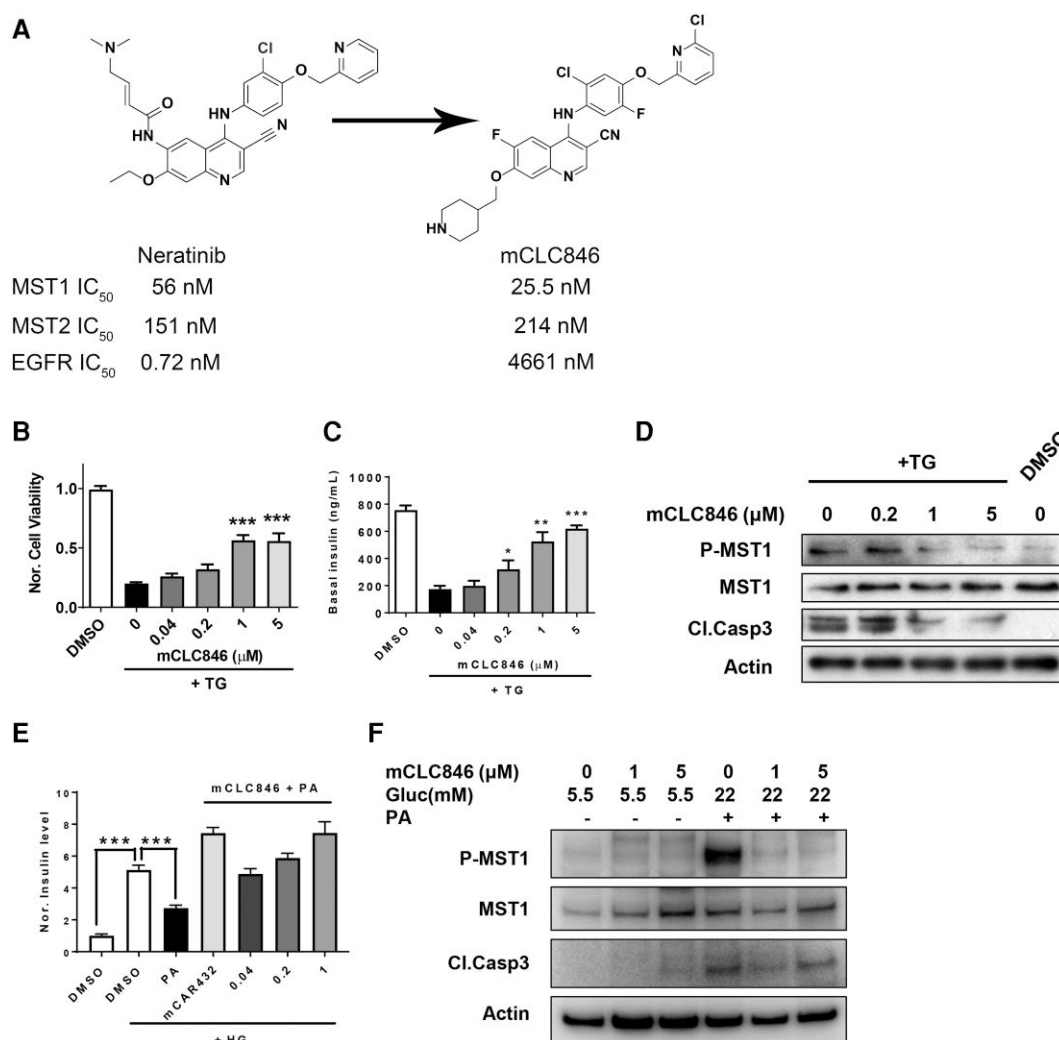 A
Cl
N
N
O
O
HN
HN
N
O
N
Cl
N
Cl
O
F
HN
F
CN
O
N
HN
Neratinib mCLC846
MST1 IC50 56 nM 25.5 nM
MST2 IC50 151 nM 214 nM
EGFR IC50 0.72 nM 4661 nM
B
Nor. Cell Viability
1.0
0.5
0.0
*** ***
DMSO 0 0.04 0.2 1 5
mCLC846 (μM)
+ TG
C
Basal insulin (ng/mL)
1000
800
600
400
200
0
* ** ***
DMSO 0 0.04 0.2 1 5
mCLC846 (μM)
+ TG
D
+TG DMSO
mCLC846 (μM) 0 0.2 1 5 0
P-MST1
MST1
Cl.Casp3
Actin
E
Nor. Insulin level
10
8
6
4
2
0
mCLC846 + PA
*** ***
DMSO DMSO PA mCAR432 0.04 0.2 1
+ HG
F
mCLC846 (μM) 0 1 5 0 1 5
Gluc(mM) 5.5 5.5 5.5 22 22 22
PA - - - + + +
P-MST1
MST1
Cl.Casp3
Actin